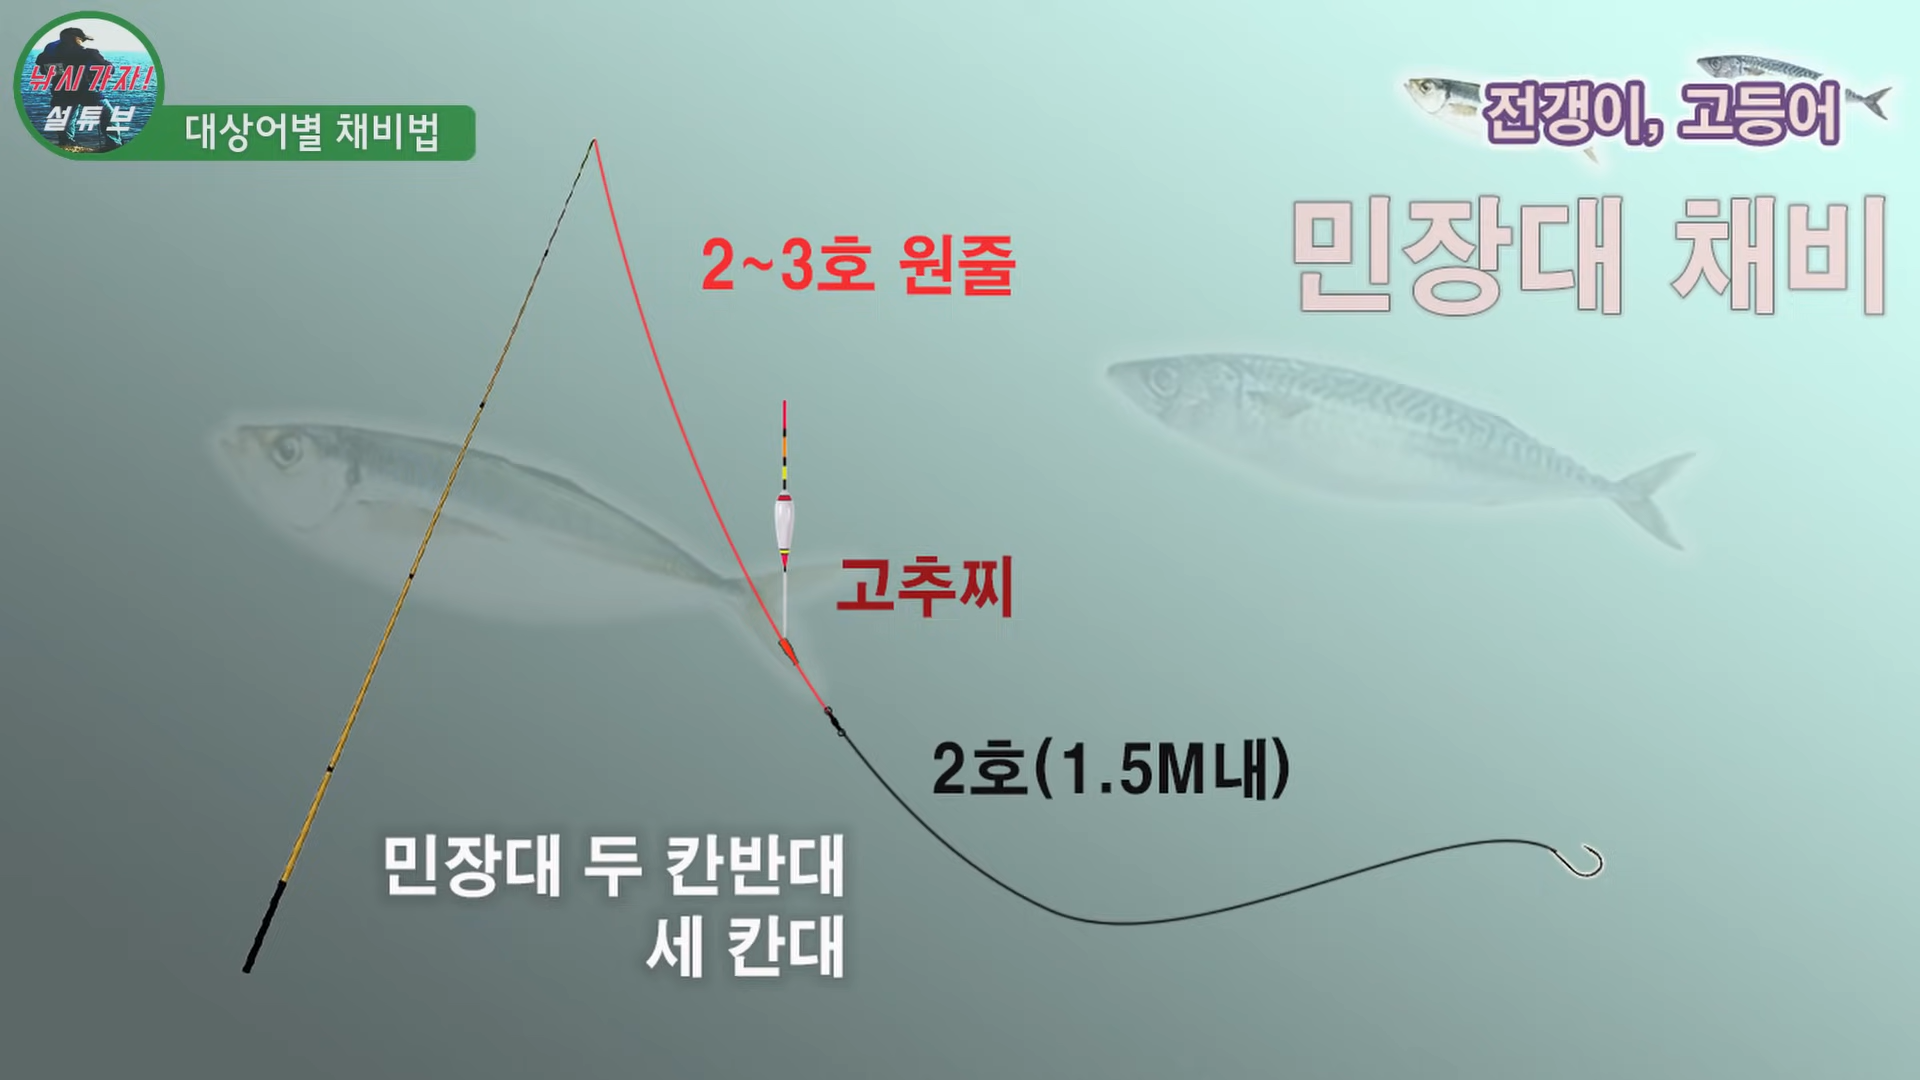 낚시 가자!
설튜브
대상어별 채비법
전갱이, 고등어
민장대 채비
2~3호 원줄
고추찌
2호(1.5M내)
민장대 두 칸반대
세 칸대